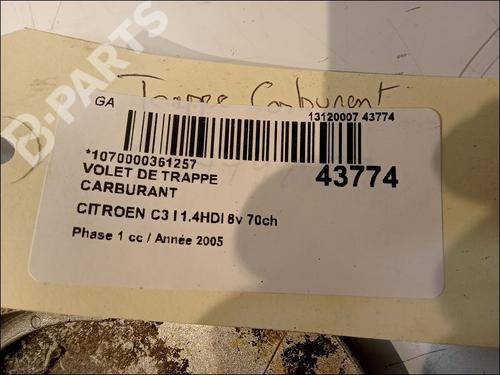 B-PARTS
Trappe Carburant
GA
13120007 43774
*1070000361257
43774
VOLET DE TRAPPE
CARBURANT
CITROEN C3 I 1.4HDI 8v 70ch
Phase 1 cc / Année 2005